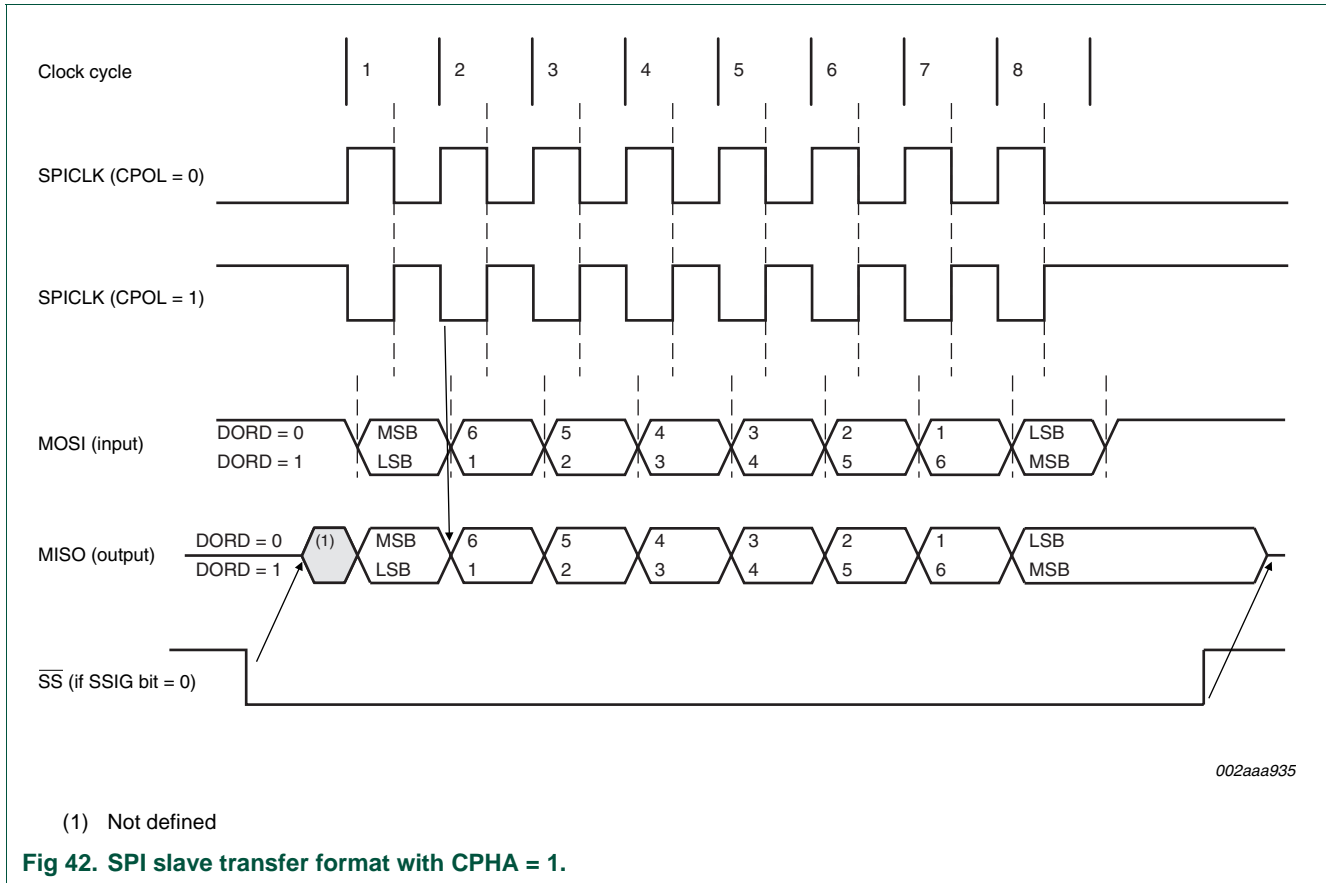 Clock cycle 1 2 3 4 5 6 7 8
SPICLK (CPOL = 0)
SPICLK (CPOL = 1)
MOSI (input)
DORD = 0 MSB 6 5 4 3 2 1 LSB
DORD = 1 LSB 1 2 3 4 5 6 MSB
MISO (output)
DORD = 0 (1) MSB 6 5 4 3 2 1 LSB
DORD = 1 LSB 1 2 3 4 5 6 MSB
SS (if SSIG bit = 0)
002aaa935
(1) Not defined
Fig 42. SPI slave transfer format with CPHA = 1.